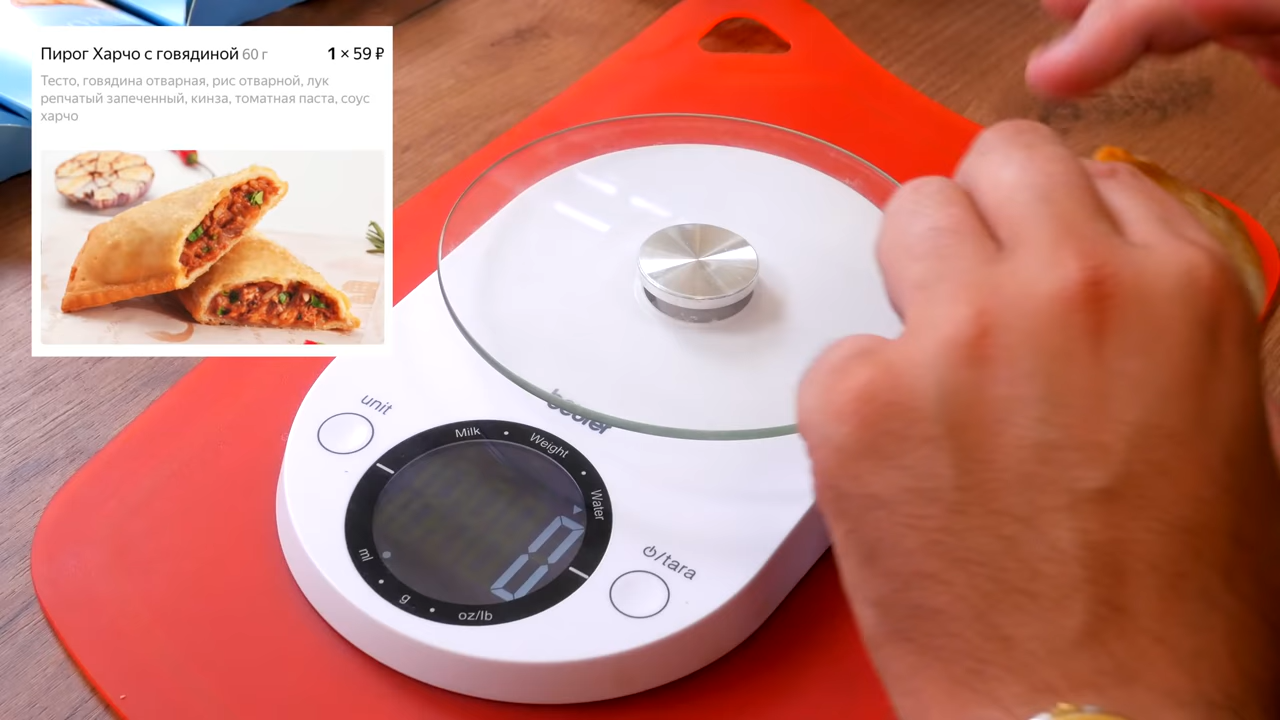 Пирог Харчо с говядиной 60 г
1 × 59 ₽
Тесто, говядина отварная, рис отварной, лук
репчатый запеченный, кинза, томатная паста, соус
харчо
unit
beurer
Milk • Weight • Water
0
ml • g • oz/lb
⏻/tara